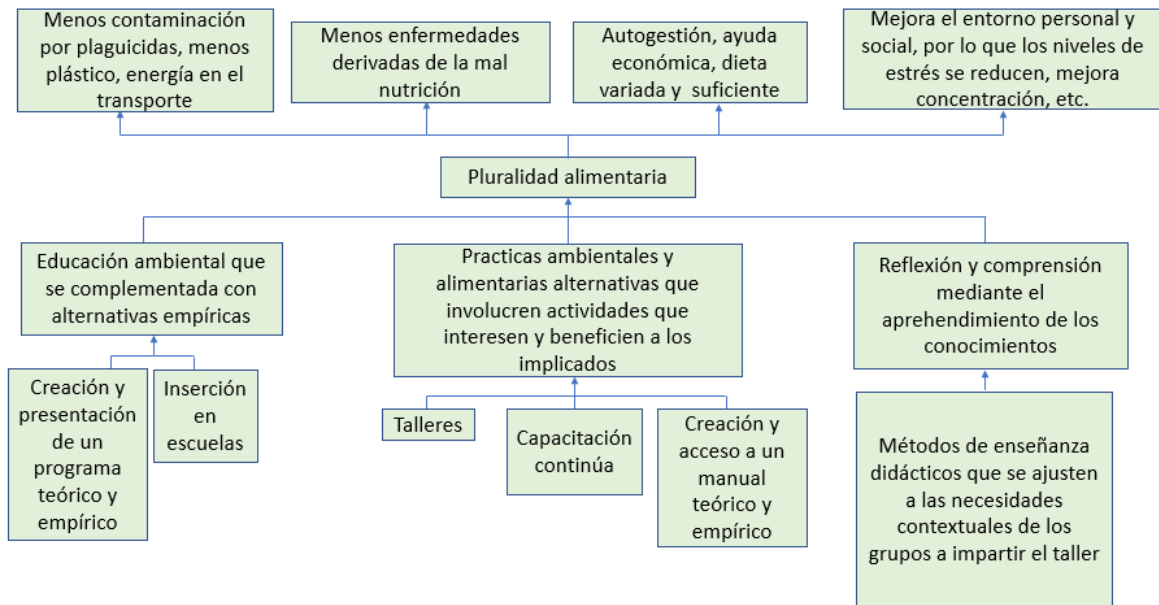 Menos contaminación
por plaguicidas, menos
plástico, energía en el
transporte
Menos enfermedades
derivadas de la mal
nutrición
Autogestión, ayuda
económica, dieta
variada y suficiente
Mejora el entorno personal y
social, por lo que los niveles de
estrés se reducen, mejora
concentración, etc.
Pluralidad alimentaria
Educación ambiental que
se complementada con
alternativas empíricas
Practicas ambientales y
alimentarias alternativas que
involucren actividades que
interesen y beneficien a los
implicados
Reflexión y comprensión
mediante el
aprehendimiento de los
conocimientos
Creación y
presentación
de un
programa
teórico y
empírico
Inserción
en
escuelas
Talleres
Capacitación
continúa
Creación y
acceso a un
manual
teórico y
empírico
Métodos de enseñanza
didácticos que se ajusten
a las necesidades
contextuales de los
grupos a impartir el taller